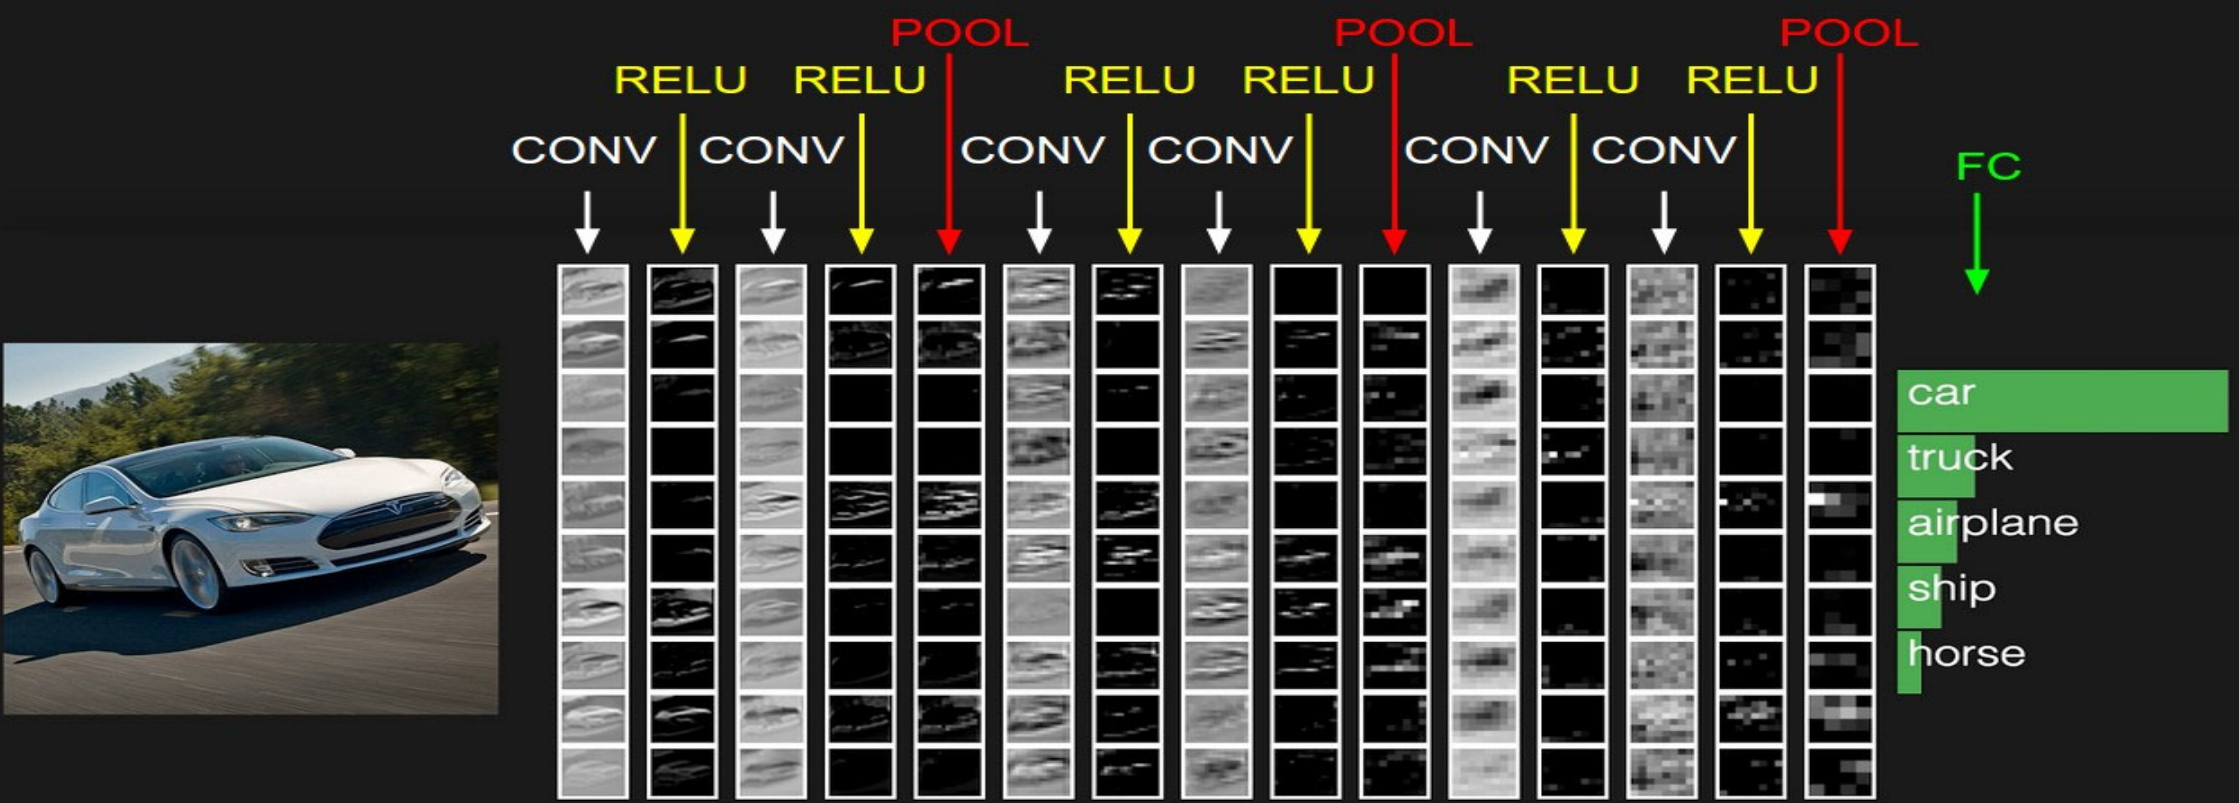 POOL POOL POOL
RELU RELU RELU RELU RELU RELU
CONV CONV CONV CONV CONV CONV
FC
car
truck
airplane
ship
horse